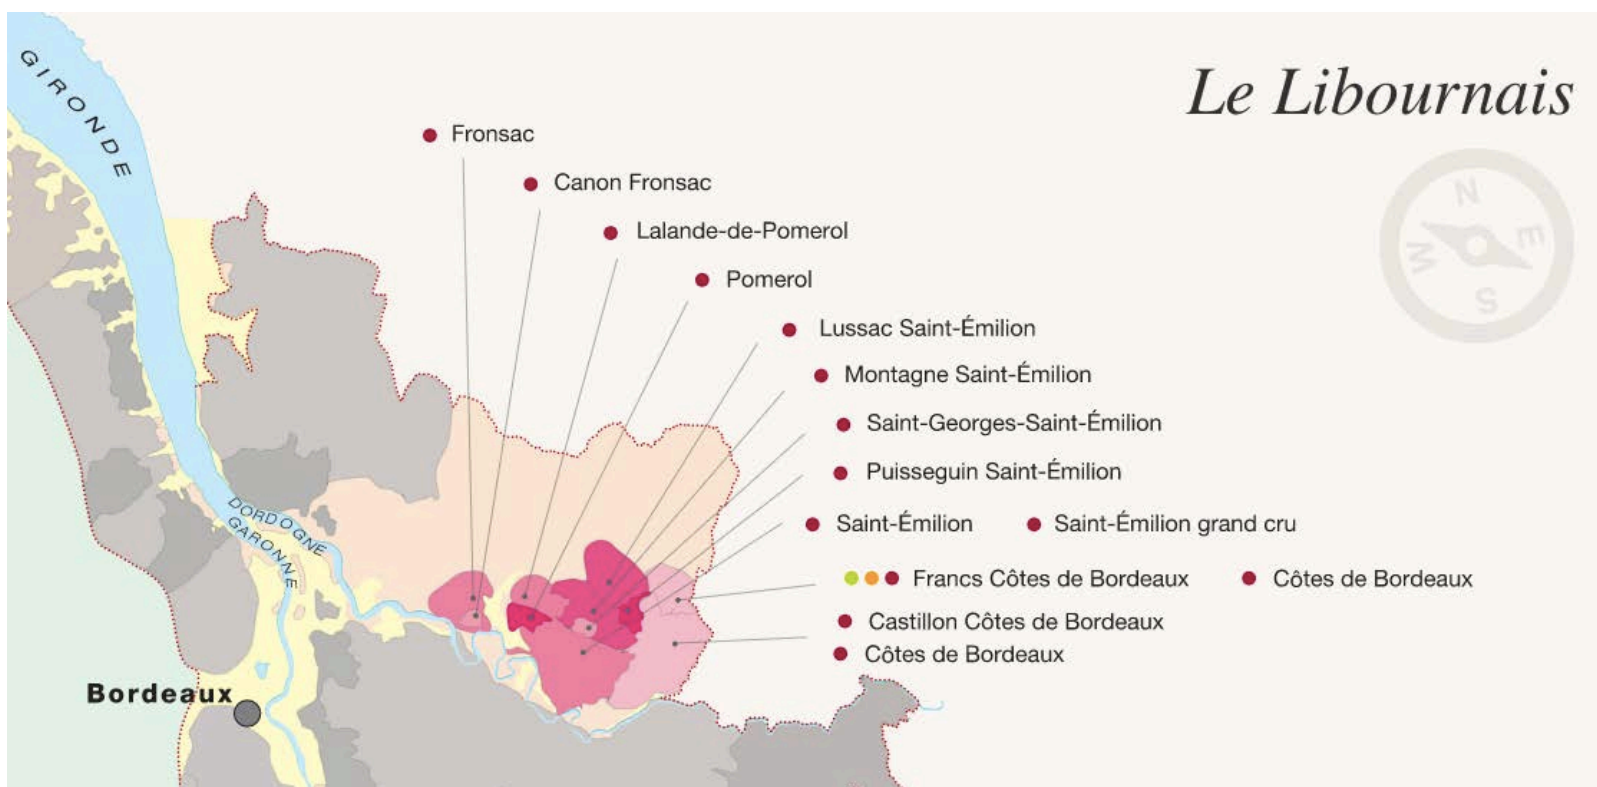 Le Libournais
GIRONDE
Fronsac
Canon Fronsac
Lalande-de-Pomerol
Pomerol
Lussac Saint-Émilion
Montagne Saint-Émilion
Saint-Georges-Saint-Émilion
Puisseguin Saint-Émilion
Saint-Émilion
Saint-Émilion grand cru
Francs Côtes de Bordeaux
Côtes de Bordeaux
Castillon Côtes de Bordeaux
Côtes de Bordeaux
DORDOGNE
GARONNE
Bordeaux
N
E
S
W